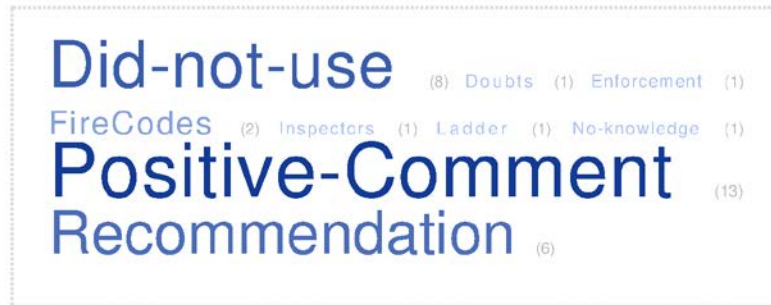 Did-not-use (8) Doubts (1) Enforcement (1)
FireCodes (2) Inspectors (1) Ladder (1) No-knowledge (1)
Positive-Comment (13)
Recommendation (6)